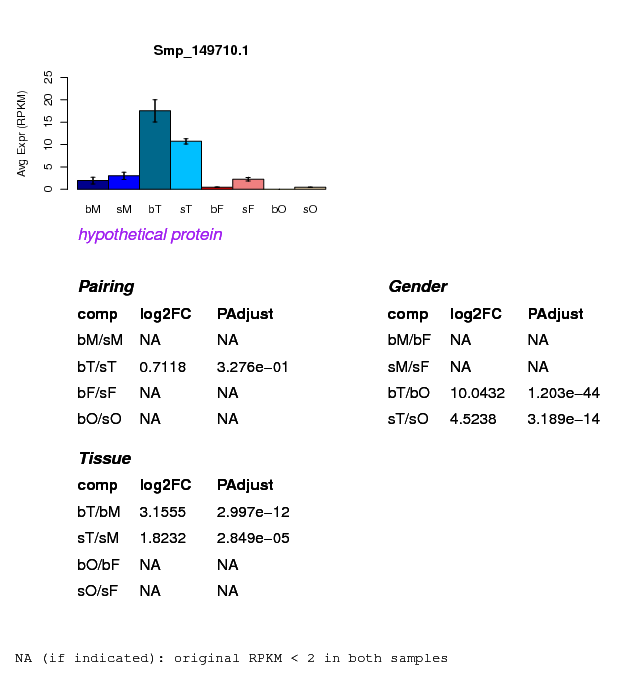 Smp_149710.1
Avg Expr (RPKM)
25
20
15
10
5
0
bM sM bT sT bF sF bO sO
hypothetical protein
Pairing
comp log2FC PAdjust
bM/sM NA NA
bT/sT 0.7118 3.276e−01
bF/sF NA NA
bO/sO NA NA
Gender
comp log2FC PAdjust
bM/bF NA NA
sM/sF NA NA
bT/bO 10.0432 1.203e−44
sT/sO 4.5238 3.189e−14
Tissue
comp log2FC PAdjust
bT/bM 3.1555 2.997e−12
sT/sM 1.8232 2.849e−05
bO/bF NA NA
sO/sF NA NA
NA (if indicated): original RPKM < 2 in both samples